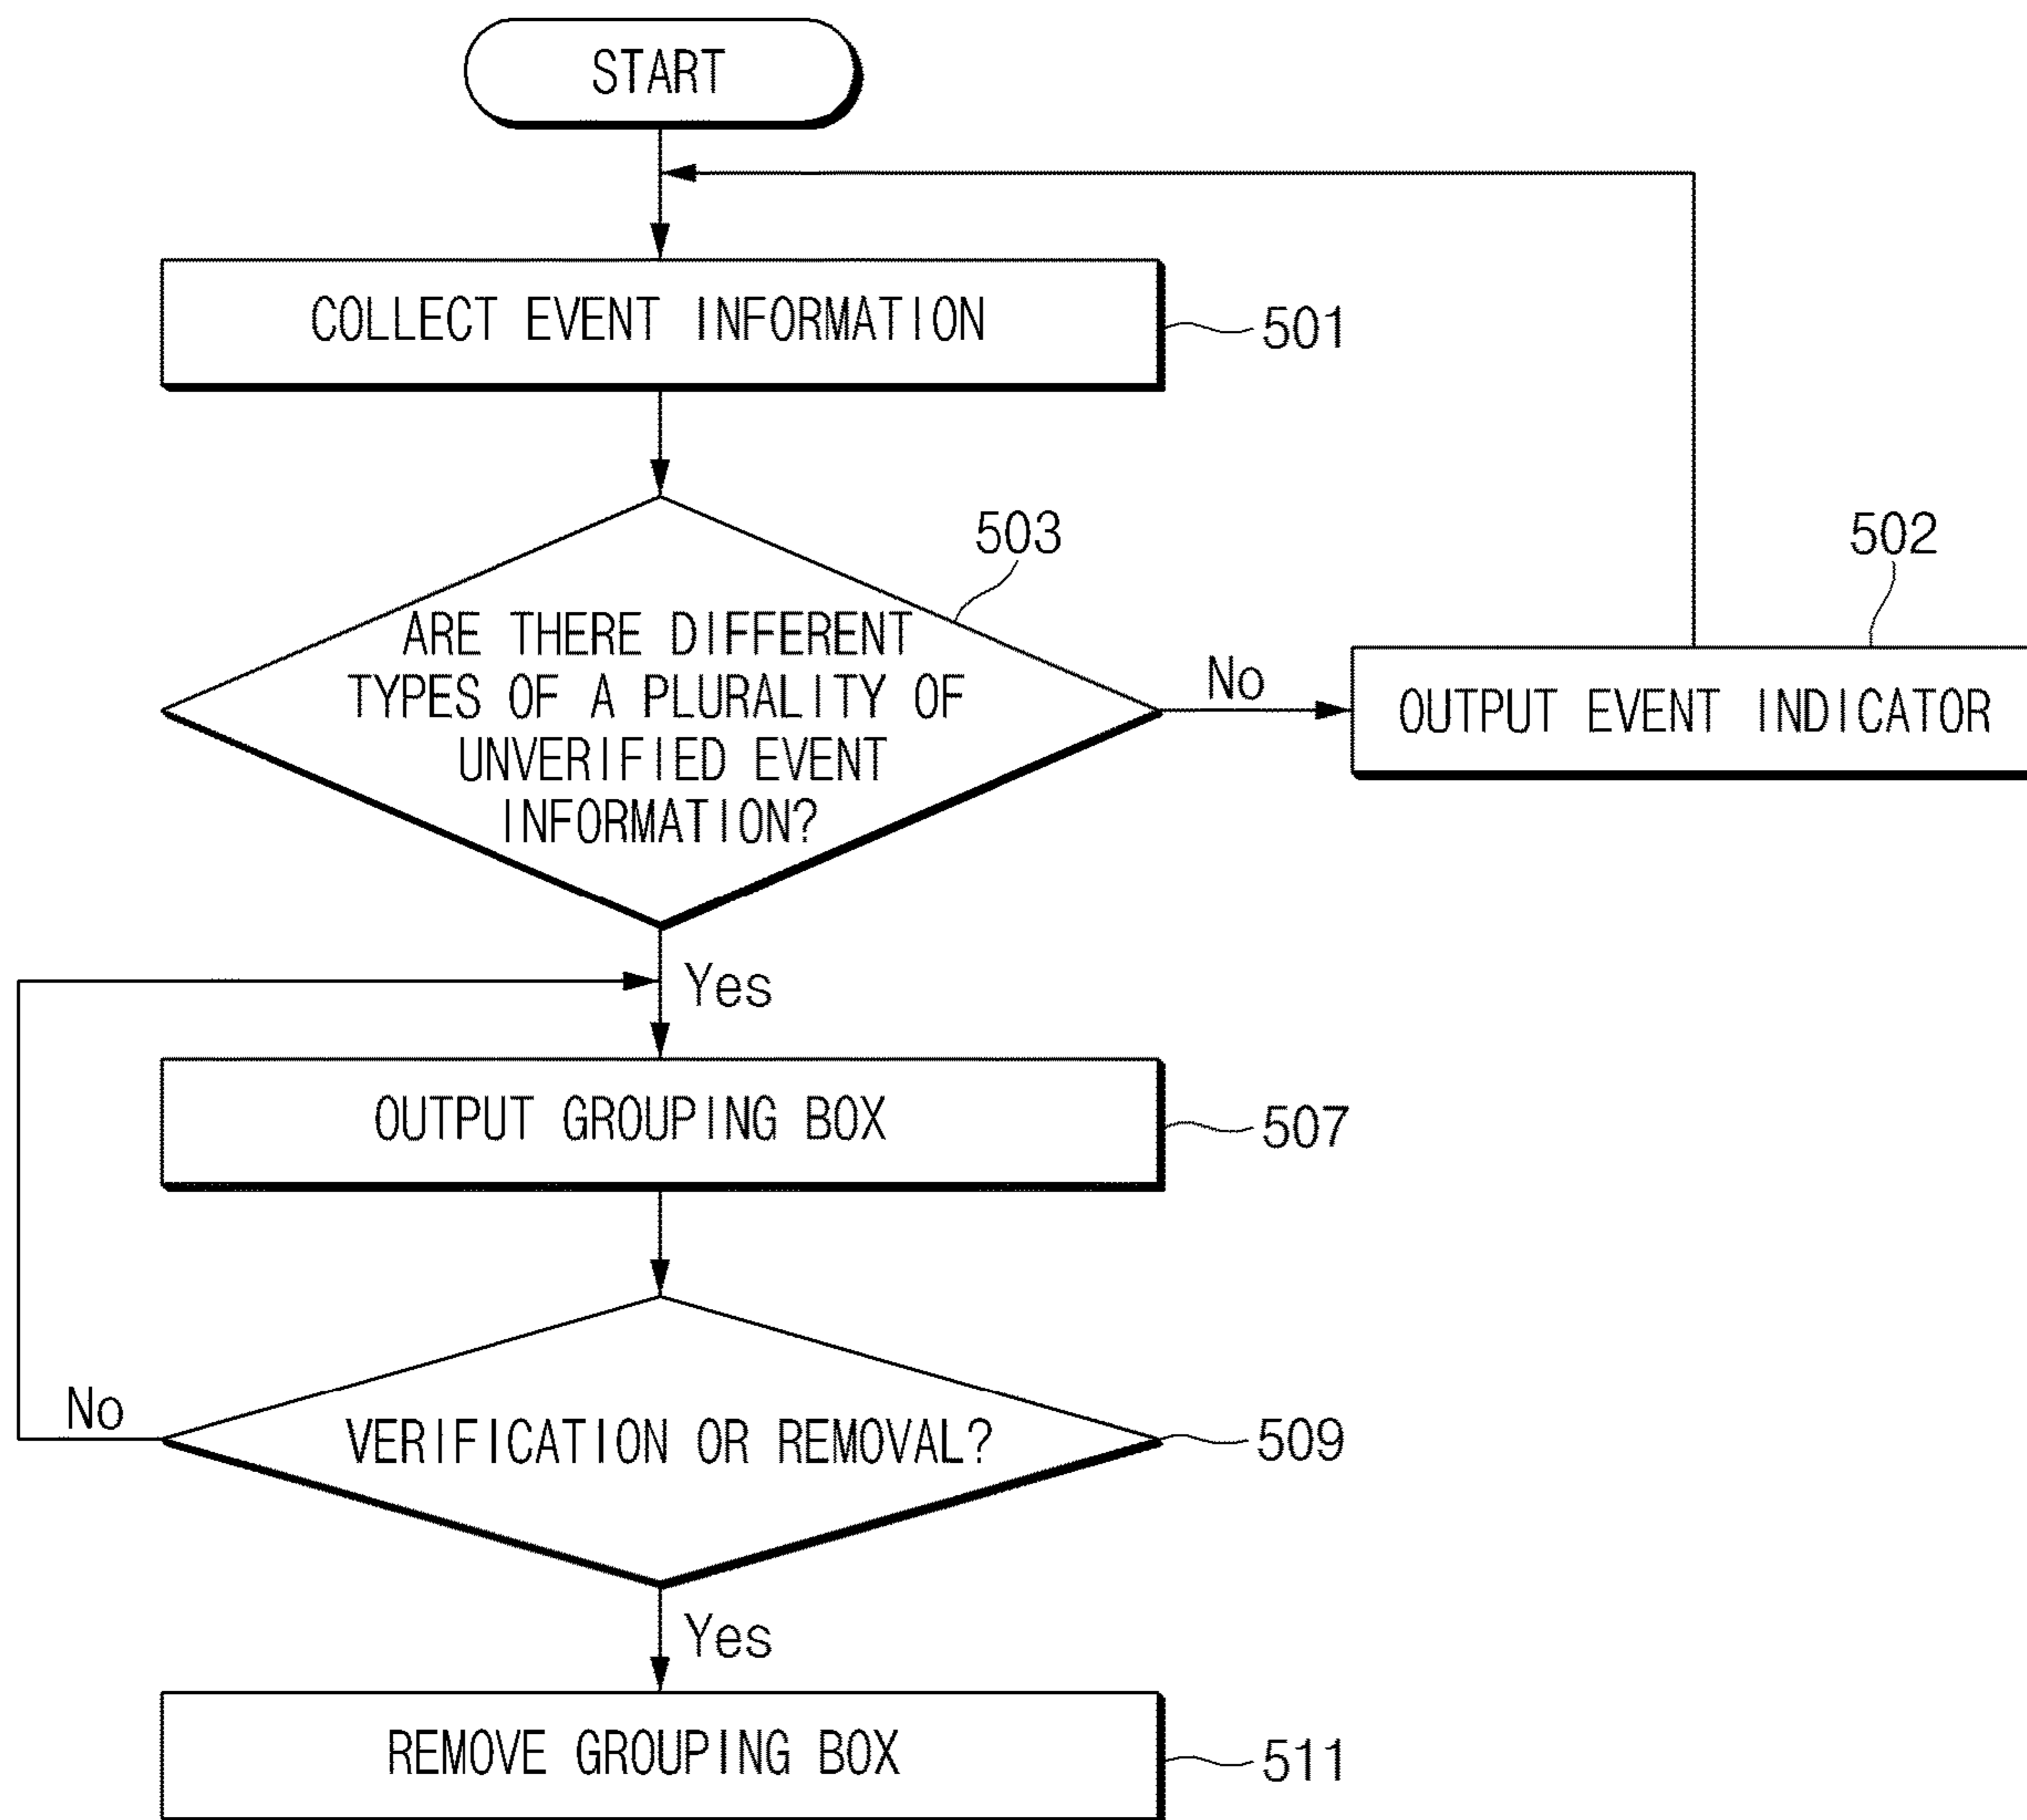 START
COLLECT EVENT INFORMATION
501
503
502
ARE THERE DIFFERENT
TYPES OF A PLURALITY OF
UNVERIFIED EVENT
INFORMATION?
No
OUTPUT EVENT INDICATOR
Yes
OUTPUT GROUPING BOX
507
No
VERIFICATION OR REMOVAL?
509
Yes
REMOVE GROUPING BOX
511